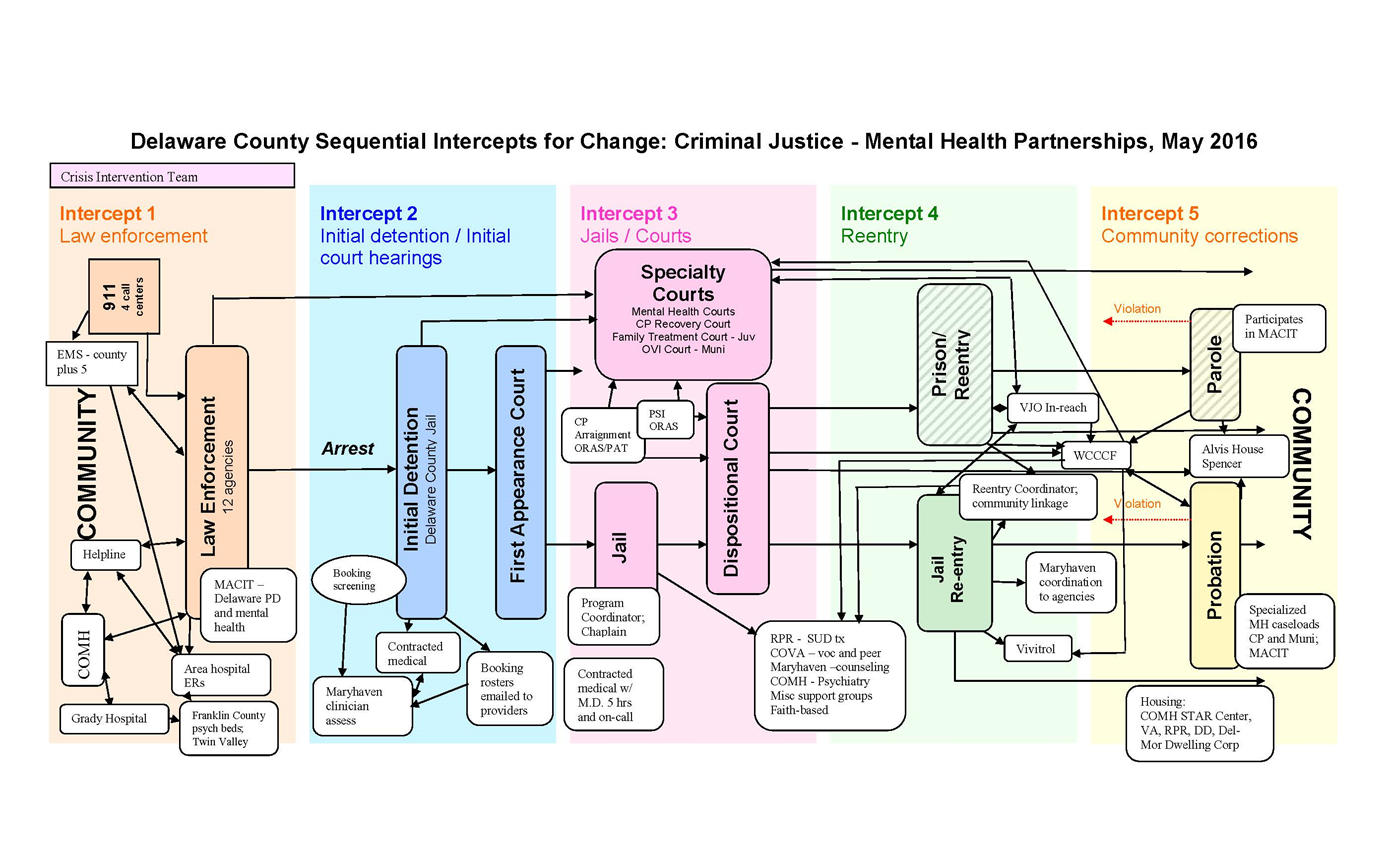 Delaware County Sequential Intercepts for Change: Criminal Justice - Mental Health Partnerships, May 2016
Crisis Intervention Team
Intercept 1
Law enforcement
911
4 call
centers
EMS - county
plus 5
COMMUNITY
Law Enforcement
12 agencies
Helpline
MACIT –
Delaware PD
and mental
health
COMH
Area hospital
ERs
Grady Hospital
Franklin County
psych beds;
Twin Valley
Intercept 2
Initial detention / Initial
court hearings
Arrest
Initial Detention
Delaware County Jail
First Appearance Court
Booking
screening
Contracted
medical
Maryhaven
clinician
assess
Booking
rosters
emailed to
providers
Intercept 3
Jails / Courts
Specialty
Courts
Mental Health Courts
CP Recovery Court
Family Treatment Court - Juv
OVI Court - Muni
CP
Arraignment
ORAS/PAT
PSI
ORAS
Dispositional Court
Jail
Program
Coordinator;
Chaplain
Contracted
medical w/
M.D. 5 hrs
and on-call
RPR - SUD tx
COVA – voc and peer
Maryhaven –counseling
COMH - Psychiatry
Misc support groups
Faith-based
Intercept 4
Reentry
Prison/
Reentry
VJO In-reach
WCCCF
Reentry Coordinator;
community linkage
Jail
Re-entry
Maryhaven
coordination
to agencies
Vivitrol
Intercept 5
Community corrections
Violation
Parole
Participates
in MACIT
Alvis House
Spencer
Violation
Probation
COMMUNITY
Specialized
MH caseloads
CP and Muni;
MACIT
Housing:
COMH STAR Center,
VA, RPR, DD, Del-
Mor Dwelling Corp